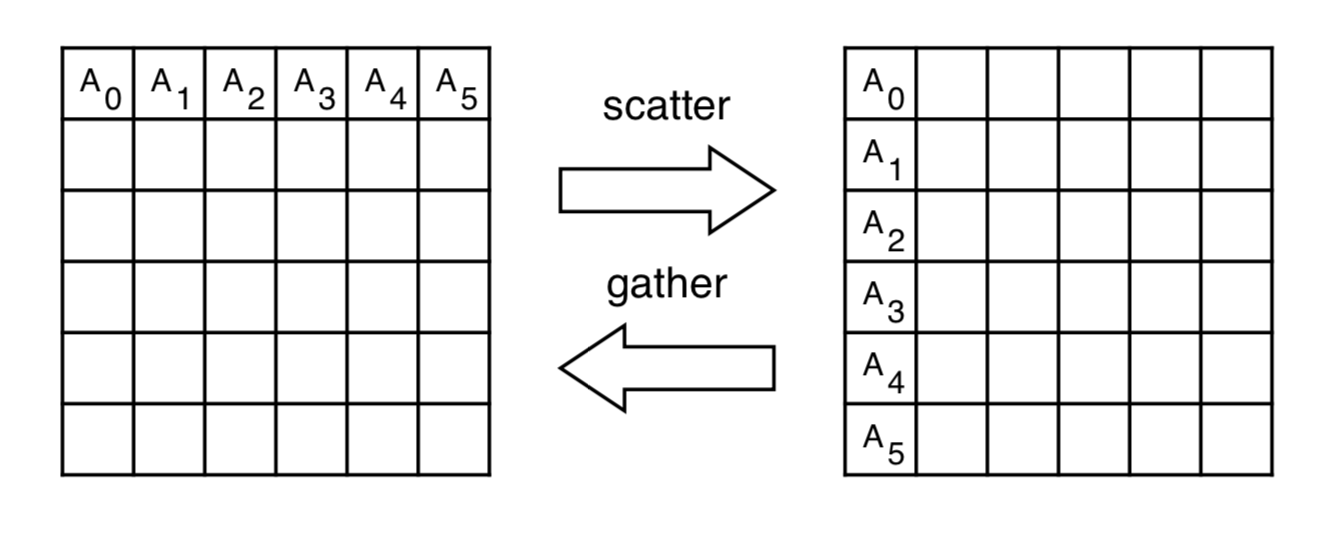 A0 A1 A2 A3 A4 A5
scatter
gather
A0
A1
A2
A3
A4
A5